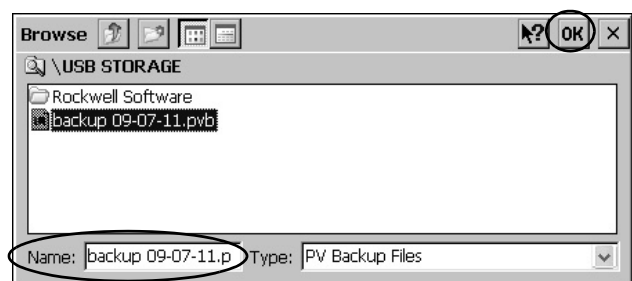 Browse ? OK ×
\USB STORAGE
Rockwell Software
backup 09-07-11.pvb
Name: backup 09-07-11.p Type: PV Backup Files